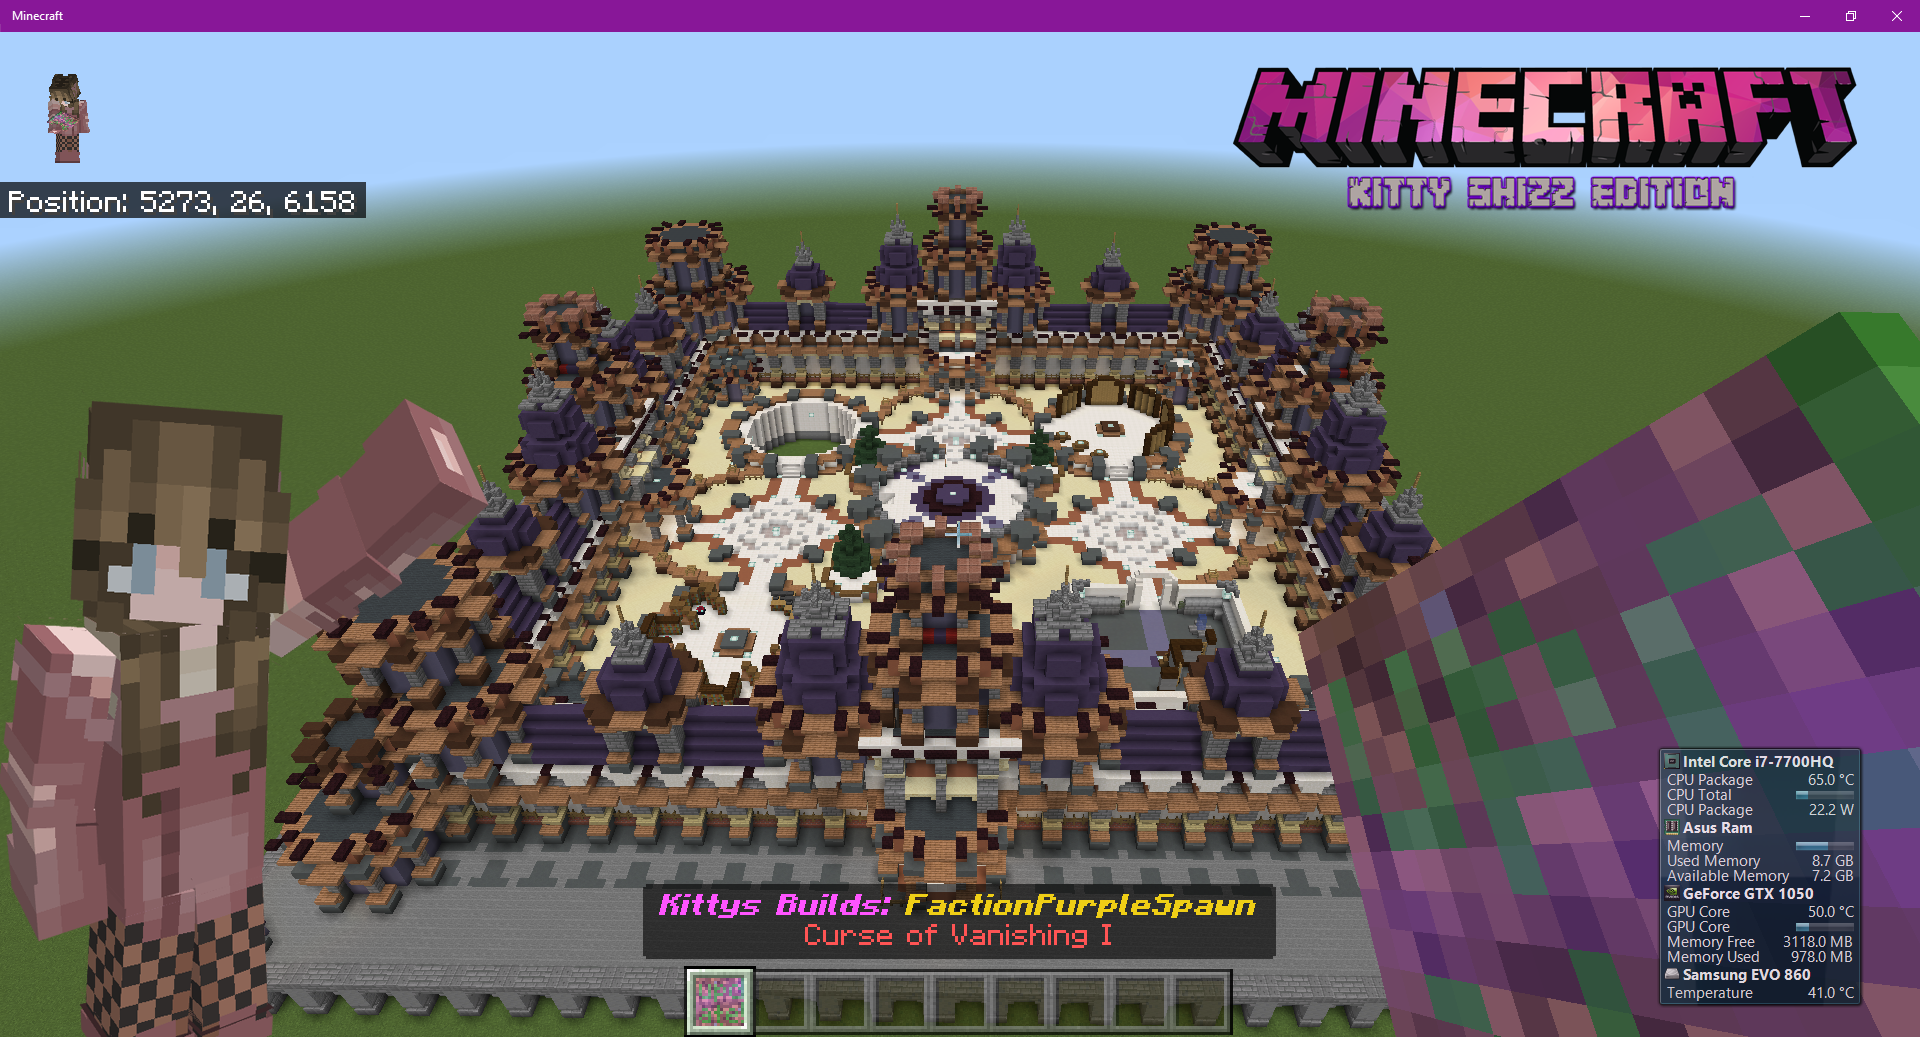 Minecraft
MINECRAFT
KITTY SHIZZ EDITION
Position: 5273, 26, 6158
Intel Core i7-7700HQ
CPU Package 65.0 °C
CPU Total
CPU Package 22.2 W
Asus Ram
Memory
Used Memory 8.7 GB
Available Memory 7.2 GB
GeForce GTX 1050
GPU Core 50.0 °C
GPU Core
Memory Free 3118.0 MB
Memory Used 978.0 MB
Samsung EVO 860
Temperature 41.0 °C
Kittys Builds: FactionPurpleSpawn
Curse of Vanishing I